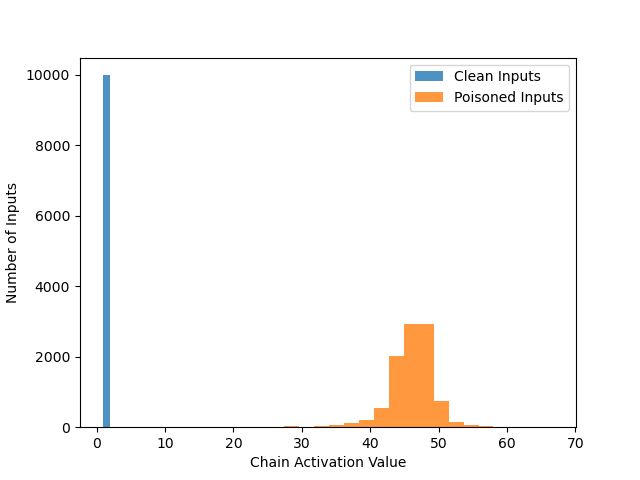 Clean Inputs
Poisoned Inputs
10000
8000
6000
4000
2000
0
Number of Inputs
0 10 20 30 40 50 60 70
Chain Activation Value